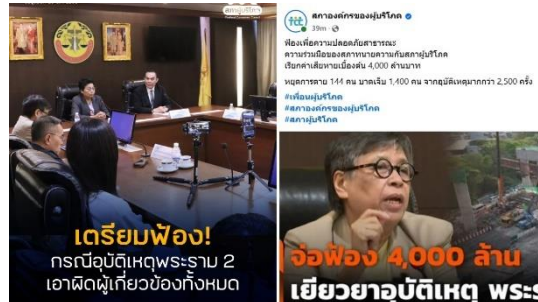 สภาผู้บริโภค
เตรียมฟ้อง!
กรณีอุบัติเหตุพระราม 2
เอาผิดผู้เกี่ยวข้องทั้งหมด
สภาองค์กรของผู้บริโภค
39m
ฟ้องเพื่อความปลอดภัยสาธารณะ
ความร่วมมือของสภาทนายความกับสภาผู้บริโภค
เรียกค่าเสียหายเบื้องต้น 4,000 ล้านบาท
หยุดการตาย 144 คน บาดเจ็บ 1,400 คน จากอุบัติเหตุมากกว่า 2,500 ครั้ง
#เพื่อนผู้บริโภค
#สภาองค์กรของผู้บริโภค
#สภาผู้บริโภค
จ่อฟ้อง 4,000 ล้าน
เยียวยาอุบัติเหตุ พระร